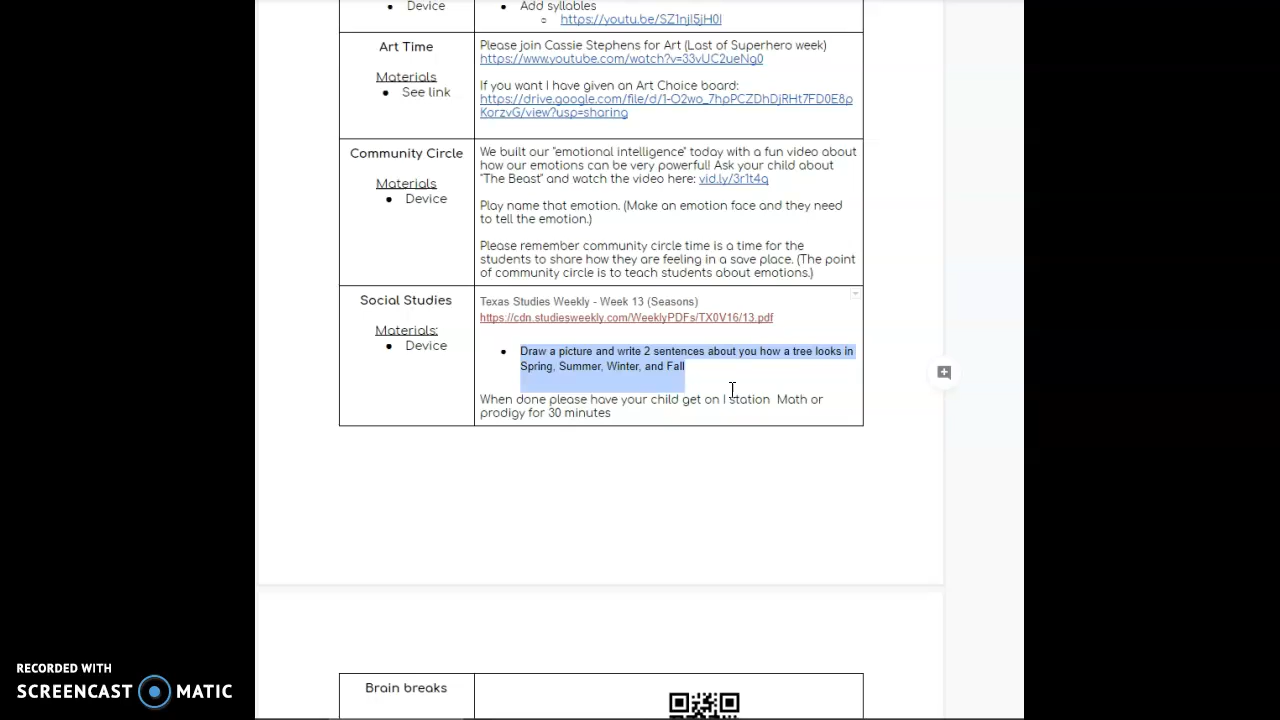 ● Device
● Add syllables
○ https://youtu.be/SZ1njI5jH0I
Art Time
Materials
● See link
Please join Cassie Stephens for Art (Last of Superhero week)
https://www.youtube.com/watch?v=33vUC2ueNg0
If you want I have given an Art Choice board:
https://drive.google.com/file/d/1-O2wo_7hpPCZDhDjRHt7FD0E8p
KorzvG/view?usp=sharing
Community Circle
Materials
● Device
We built our "emotional intelligence" today with a fun video about
how our emotions can be very powerful! Ask your child about
"The Beast" and watch the video here: vid.ly/3r1t4q
Play name that emotion. (Make an emotion face and they need
to tell the emotion.)
Please remember community circle time is a time for the
students to share how they are feeling in a save place. (The point
of community circle is to teach students about emotions.)
Social Studies
Materials:
● Device
Texas Studies Weekly - Week 13 (Seasons)
https://cdn.studiesweekly.com/WeeklyPDFs/TX0V16/13.pdf
● Draw a picture and write 2 sentences about you how a tree looks in
Spring, Summer, Winter, and Fall
When done please have your child get on I station Math or
prodigy for 30 minutes
Brain breaks
RECORDED WITH
SCREENCAST MATIC